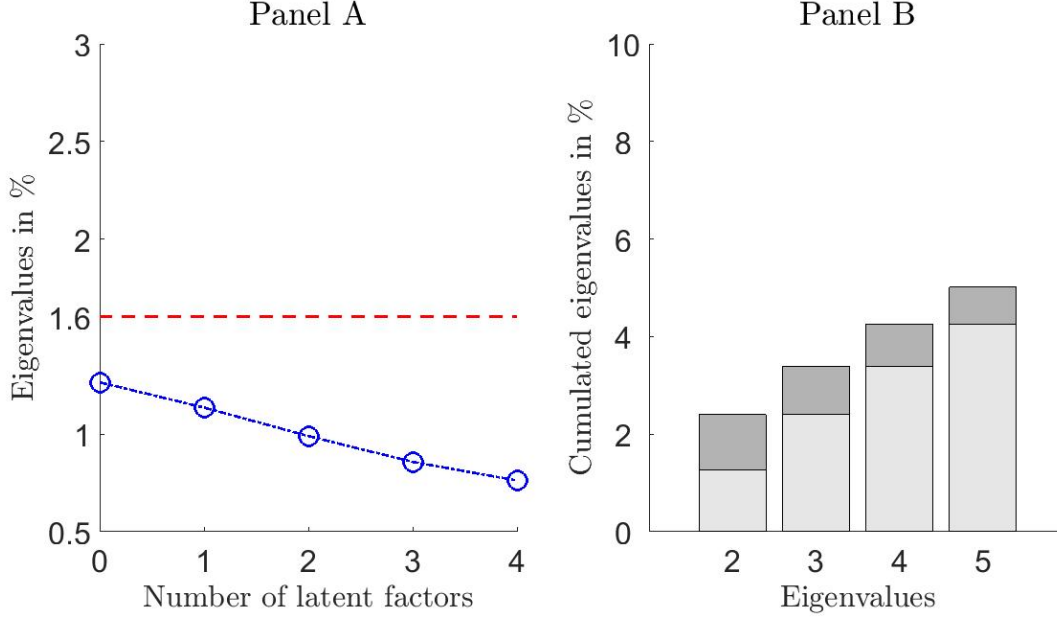 Panel A
Eigenvalues in %
3
2.5
2
1.6
1
0.5
0 1 2 3 4
Number of latent factors
Panel B
Cumulated eigenvalues in %
10
8
6
4
2
0
2 3 4 5
Eigenvalues